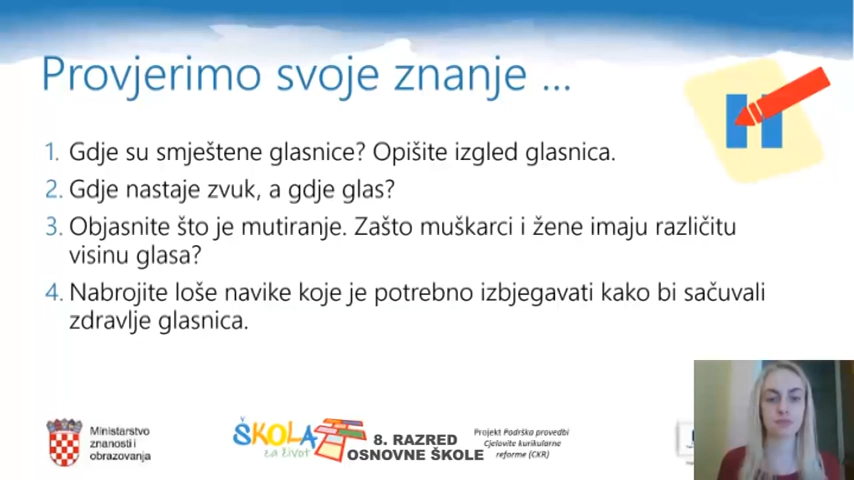 Provjerimo svoje znanje ...
1. Gdje su smještene glasnice? Opišite izgled glasnica.
2. Gdje nastaje zvuk, a gdje glas?
3. Objasnite što je mutiranje. Zašto muškarci i žene imaju različitu
visinu glasa?
4. Nabrojite loše navike koje je potrebno izbjegavati kako bi sačuvali
zdravlje glasnica.
Ministarstvo
znanosti i
obrazovanja
ŠKOLA
za život
8. RAZRED
OSNOVNE ŠKOLE
Projekt Podrška provedbi
Cjelovite kurikularne
reforme (CKR)